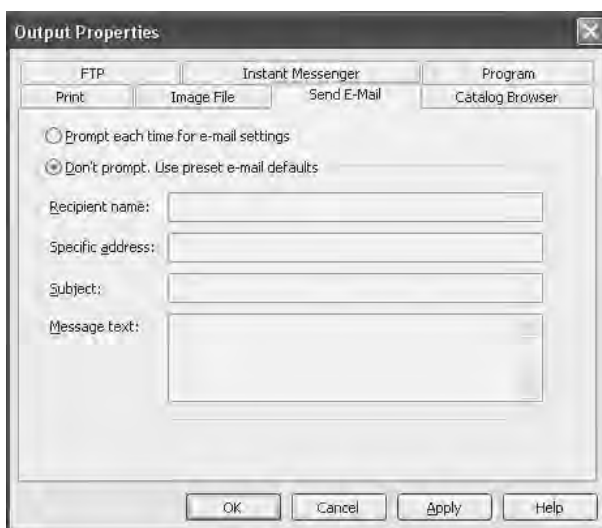 Output Properties
FTP Instant Messenger Program
Print Image File Send E-Mail Catalog Browser
Prompt each time for e-mail settings
Don't prompt. Use preset e-mail defaults
Recipient name:
Specific address:
Subject:
Message text:
OK Cancel Apply Help